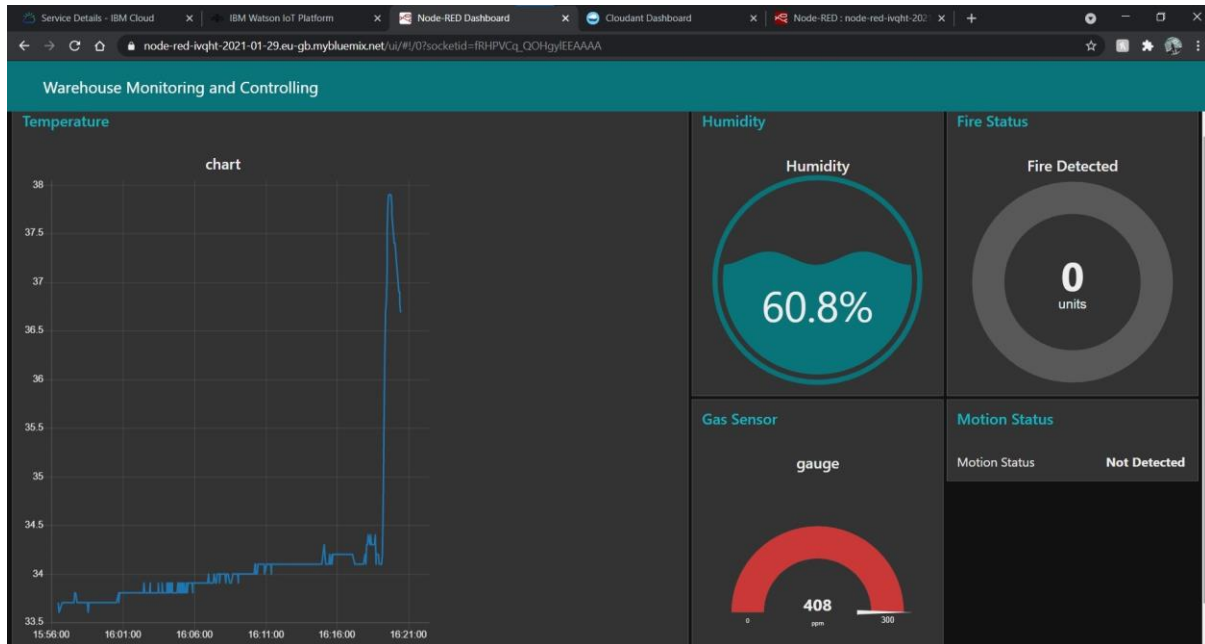 Service Details - IBM Cloud
IBM Watson IoT Platform
Node-RED Dashboard
Cloudant Dashboard
Node-RED : node-red-ivqht-202
node-red-ivqht-2021-01-29.eu-gb.mybluemix.net/ui/#!/0?socketid=fRHPVCq_QOHgylEEAAAA
Warehouse Monitoring and Controlling
Temperature
chart
38
37.5
37
36.5
36
35.5
35
34.5
34
33.5
15:56:00 16:01:00 16:06:00 16:11:00 16:16:00 16:21:00
Humidity
Humidity
60.8%
Fire Status
Fire Detected
0
units
Gas Sensor
gauge
408
ppm
0 300
Motion Status
Motion Status Not Detected